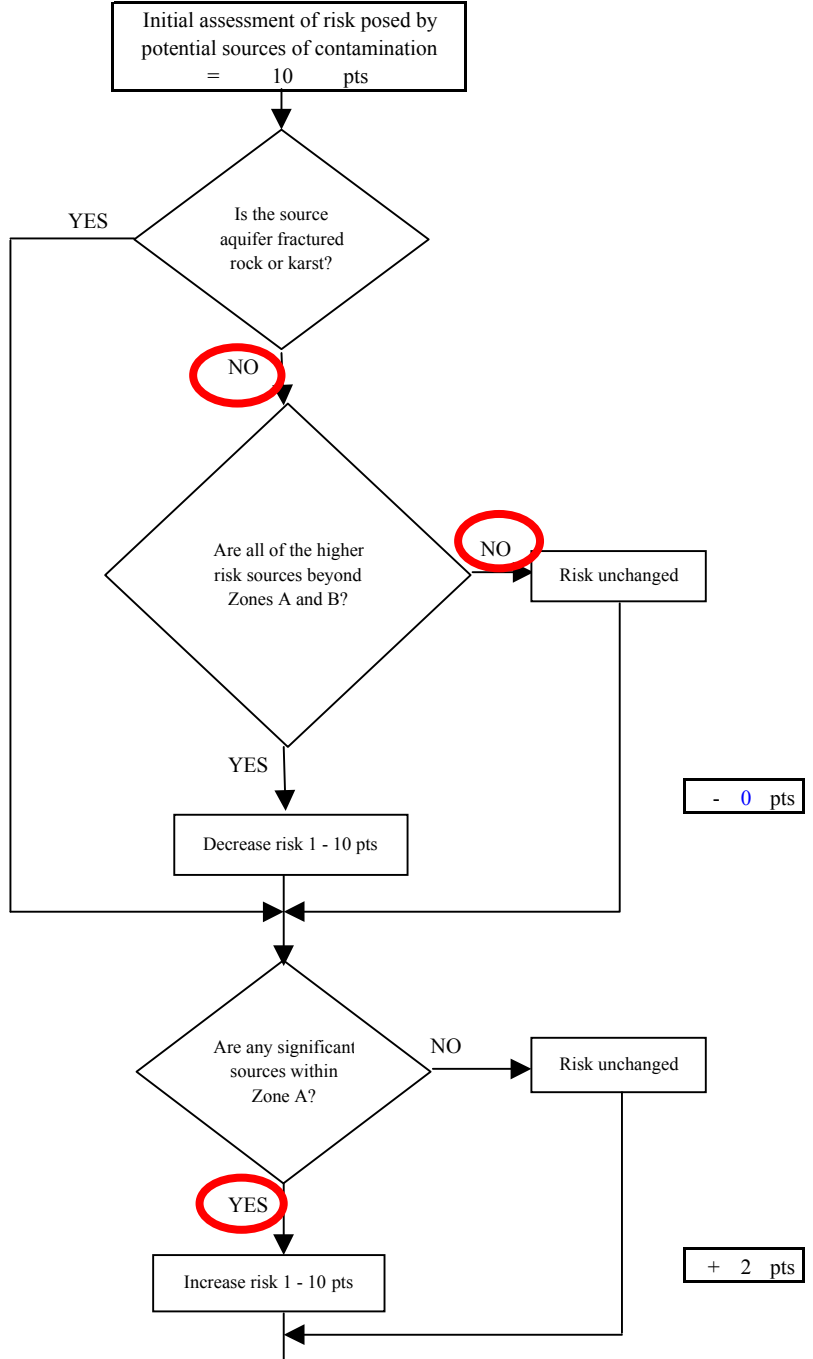 Initial assessment of risk posed by
potential sources of contamination
= 10 pts
Is the source
aquifer fractured
rock or karst?
YES
NO
Are all of the higher
risk sources beyond
Zones A and B?
NO
Risk unchanged
YES
- 0 pts
Decrease risk 1 - 10 pts
Are any significant
sources within
Zone A?
NO
Risk unchanged
YES
+ 2 pts
Increase risk 1 - 10 pts